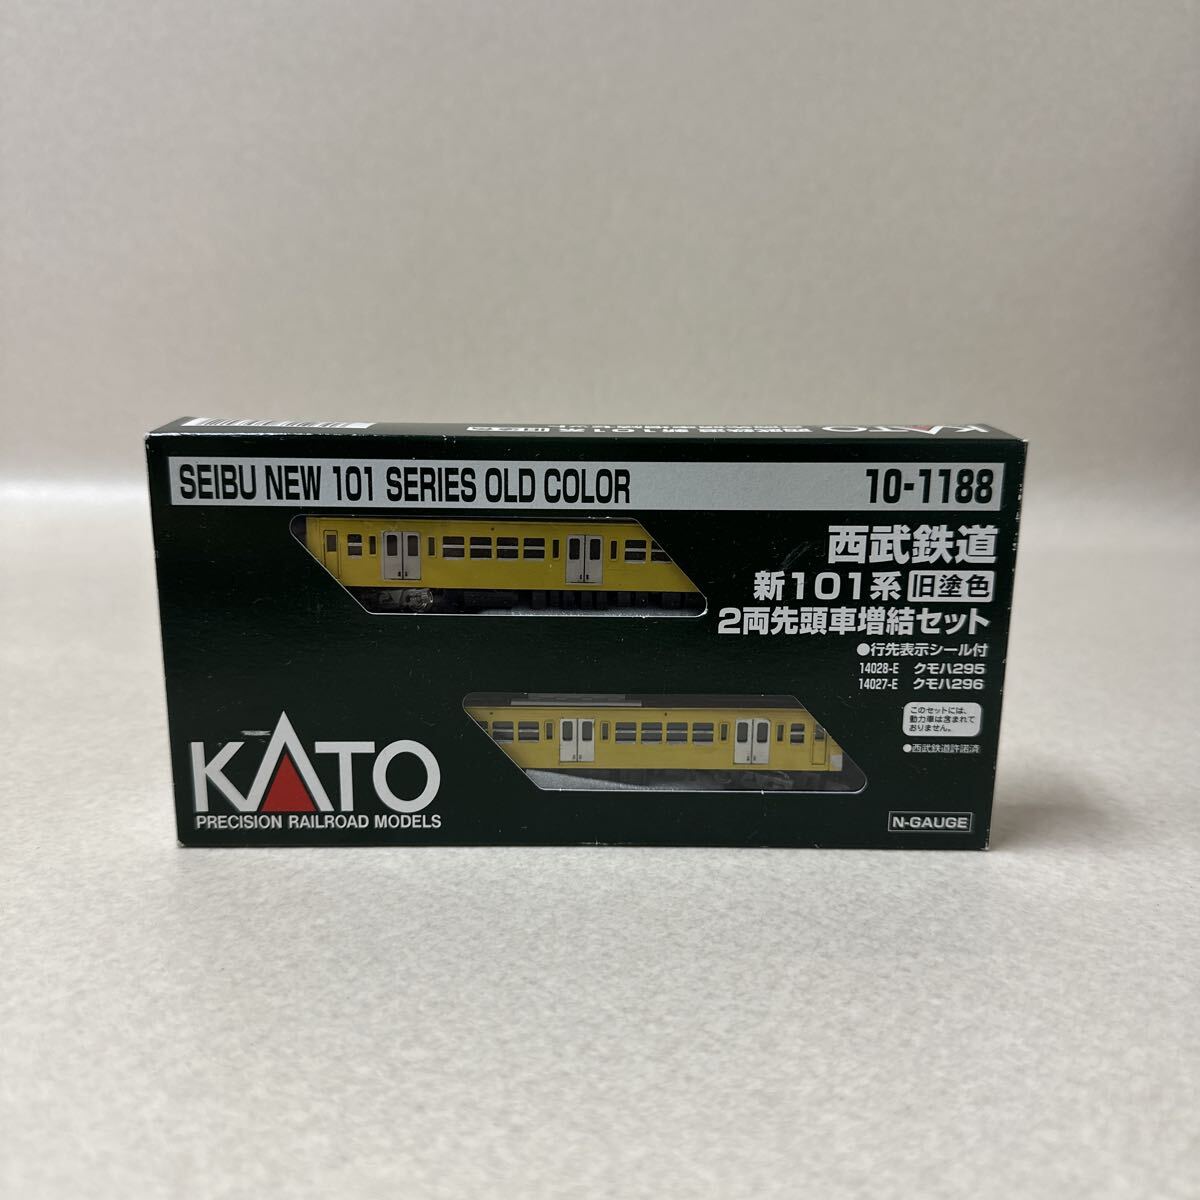 KATO
SEIBU NEW 101 SERIES OLD COLOR
10-1188
西武鉄道
新101系 旧塗色
2両先頭車増結セット
●行先表示シール付
14028-E クモハ295
14027-E クモハ296
このセットには、
動力車は含まれて
おりません。
●西武鉄道許諾済
KATO
PRECISION RAILROAD MODELS
N-GAUGE